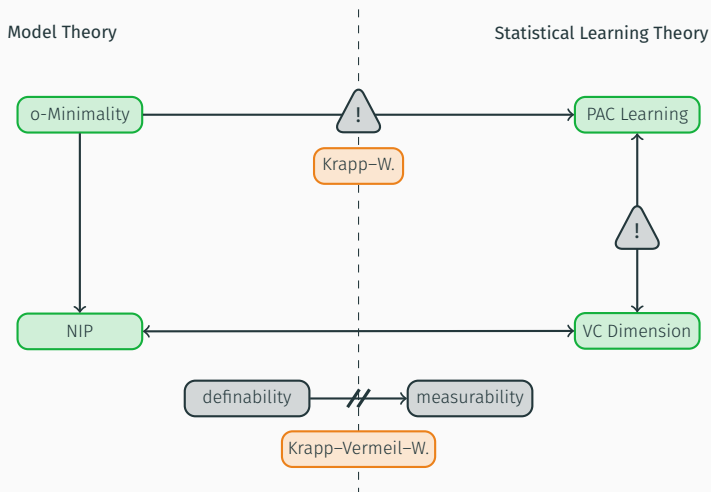 Model Theory
Statistical Learning Theory
o-Minimality
!
PAC Learning
Krapp–W.
!
NIP
VC Dimension
definability
measurability
Krapp–Vermeil–W.